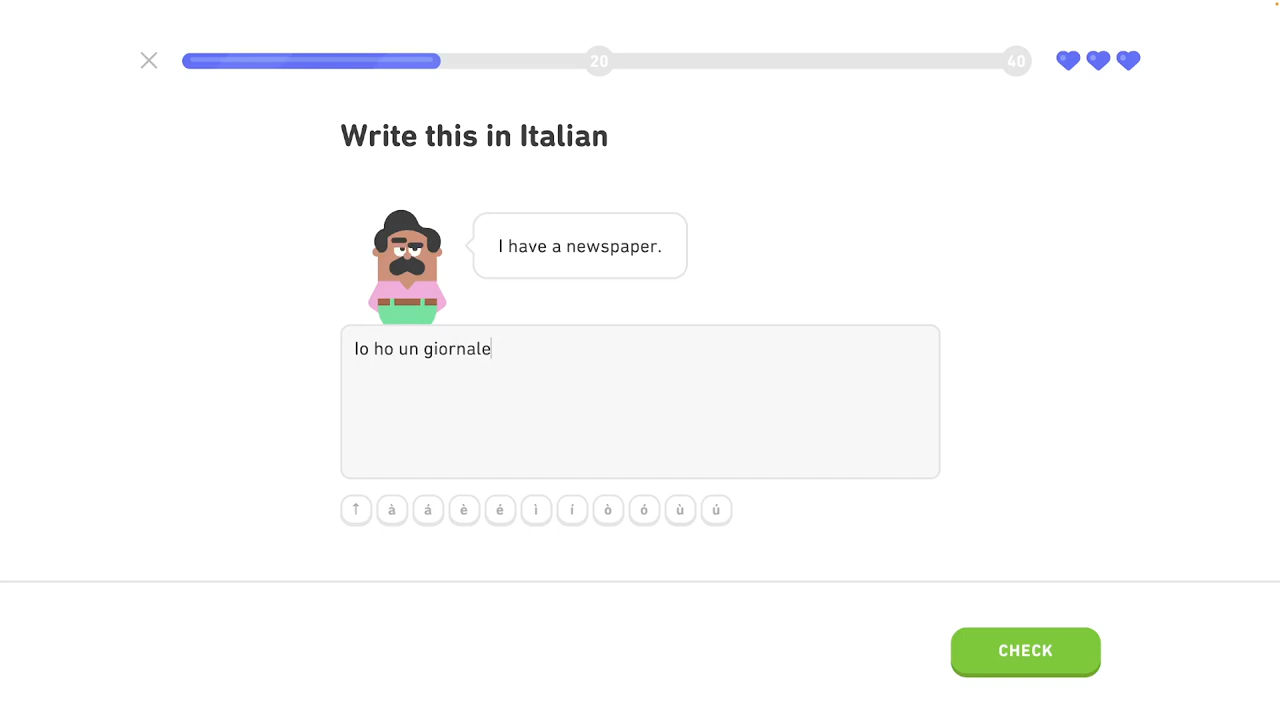 20
40
Write this in Italian
I have a newspaper.
Io ho un giornale
↑ à á è é ì í ò ó ù ú
CHECK